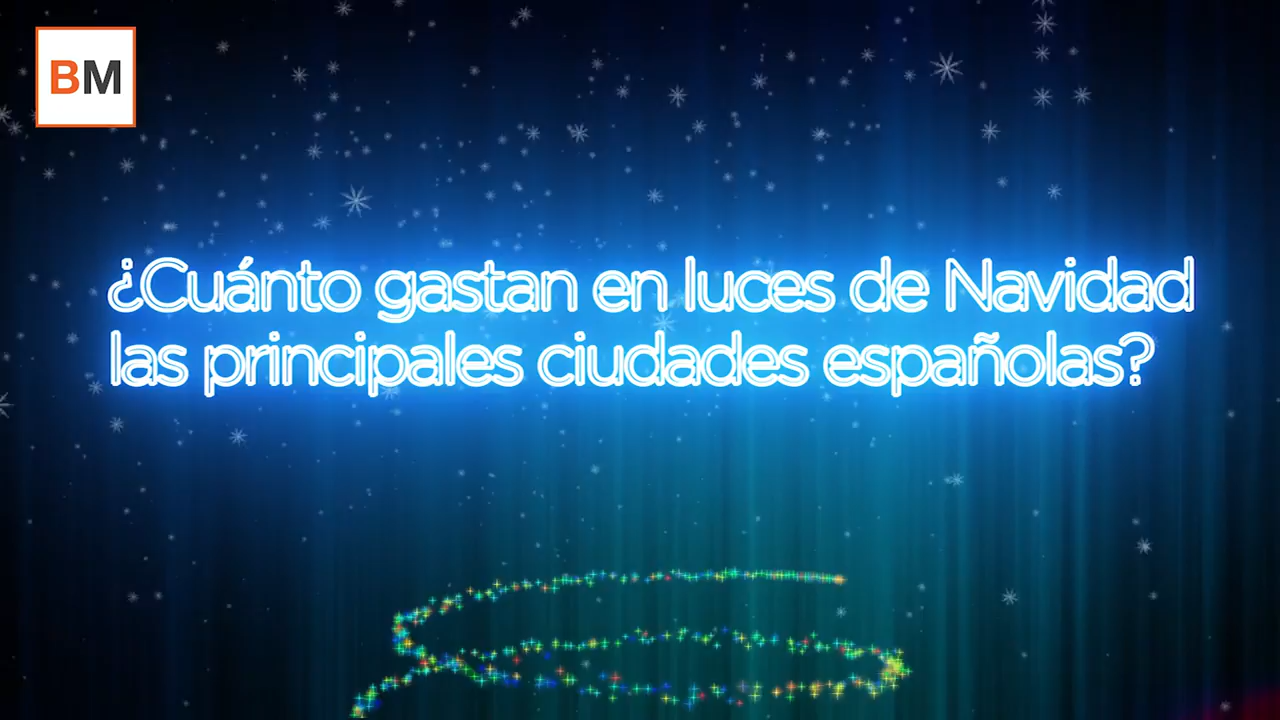 BM
¿Cuánto gastan en luces de Navidad
las principales ciudades españolas?